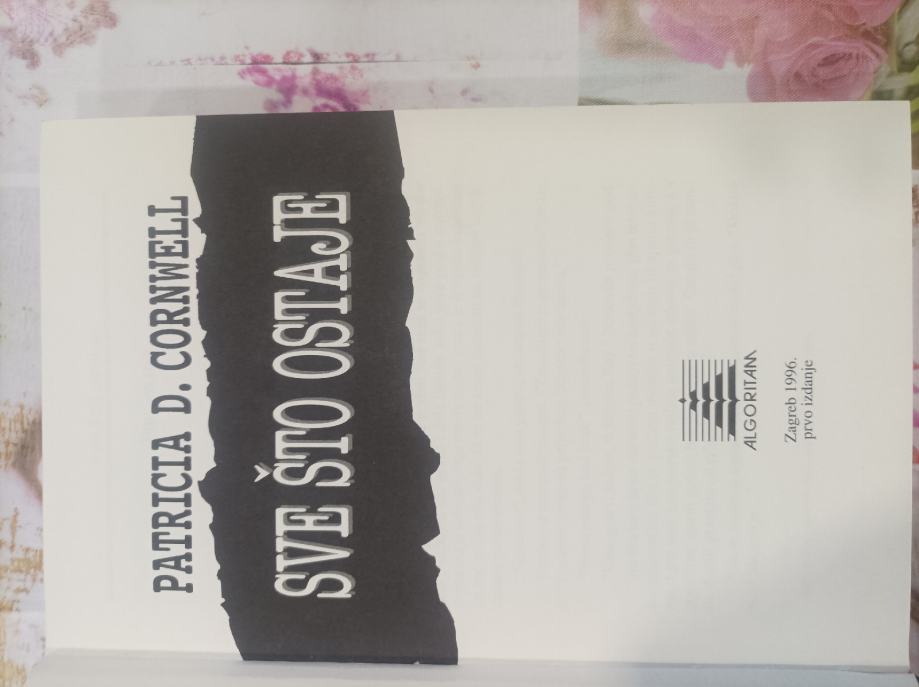 PATRICIA D. CORNWELL
SVE ŠTO OSTAJE
ALGORITAM
Zagreb 1996.
prvo izdanje